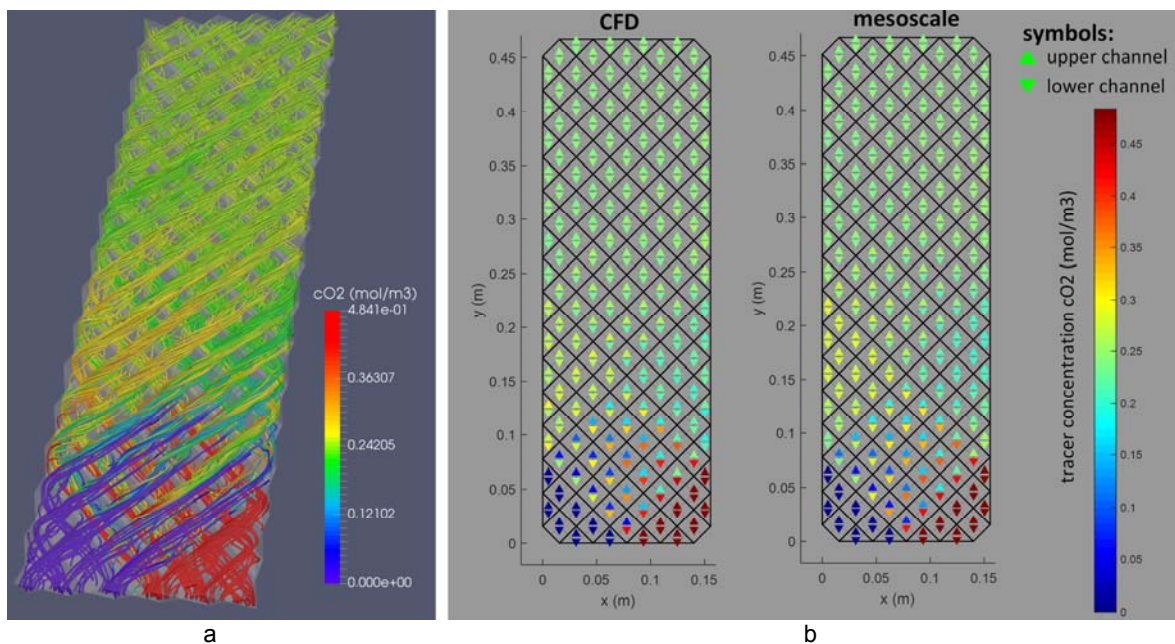 cO2 (mol/m3)
4.841e-01
0.36307
0.24205
0.12102
0.000e+00
a
CFD
0.45
0.4
0.35
0.3
0.25
0.2
0.15
0.1
0.05
0
y (m)
0
0.05
0.1
0.15
x (m)
mesoscale
0.45
0.4
0.35
0.3
0.25
0.2
0.15
0.1
0.05
0
y (m)
0
0.05
0.1
0.15
x (m)
symbols:
upper channel
lower channel
tracer concentration cO2 (mol/m3)
0.45
0.4
0.35
0.3
0.25
0.2
0.15
0.1
0.05
0
b